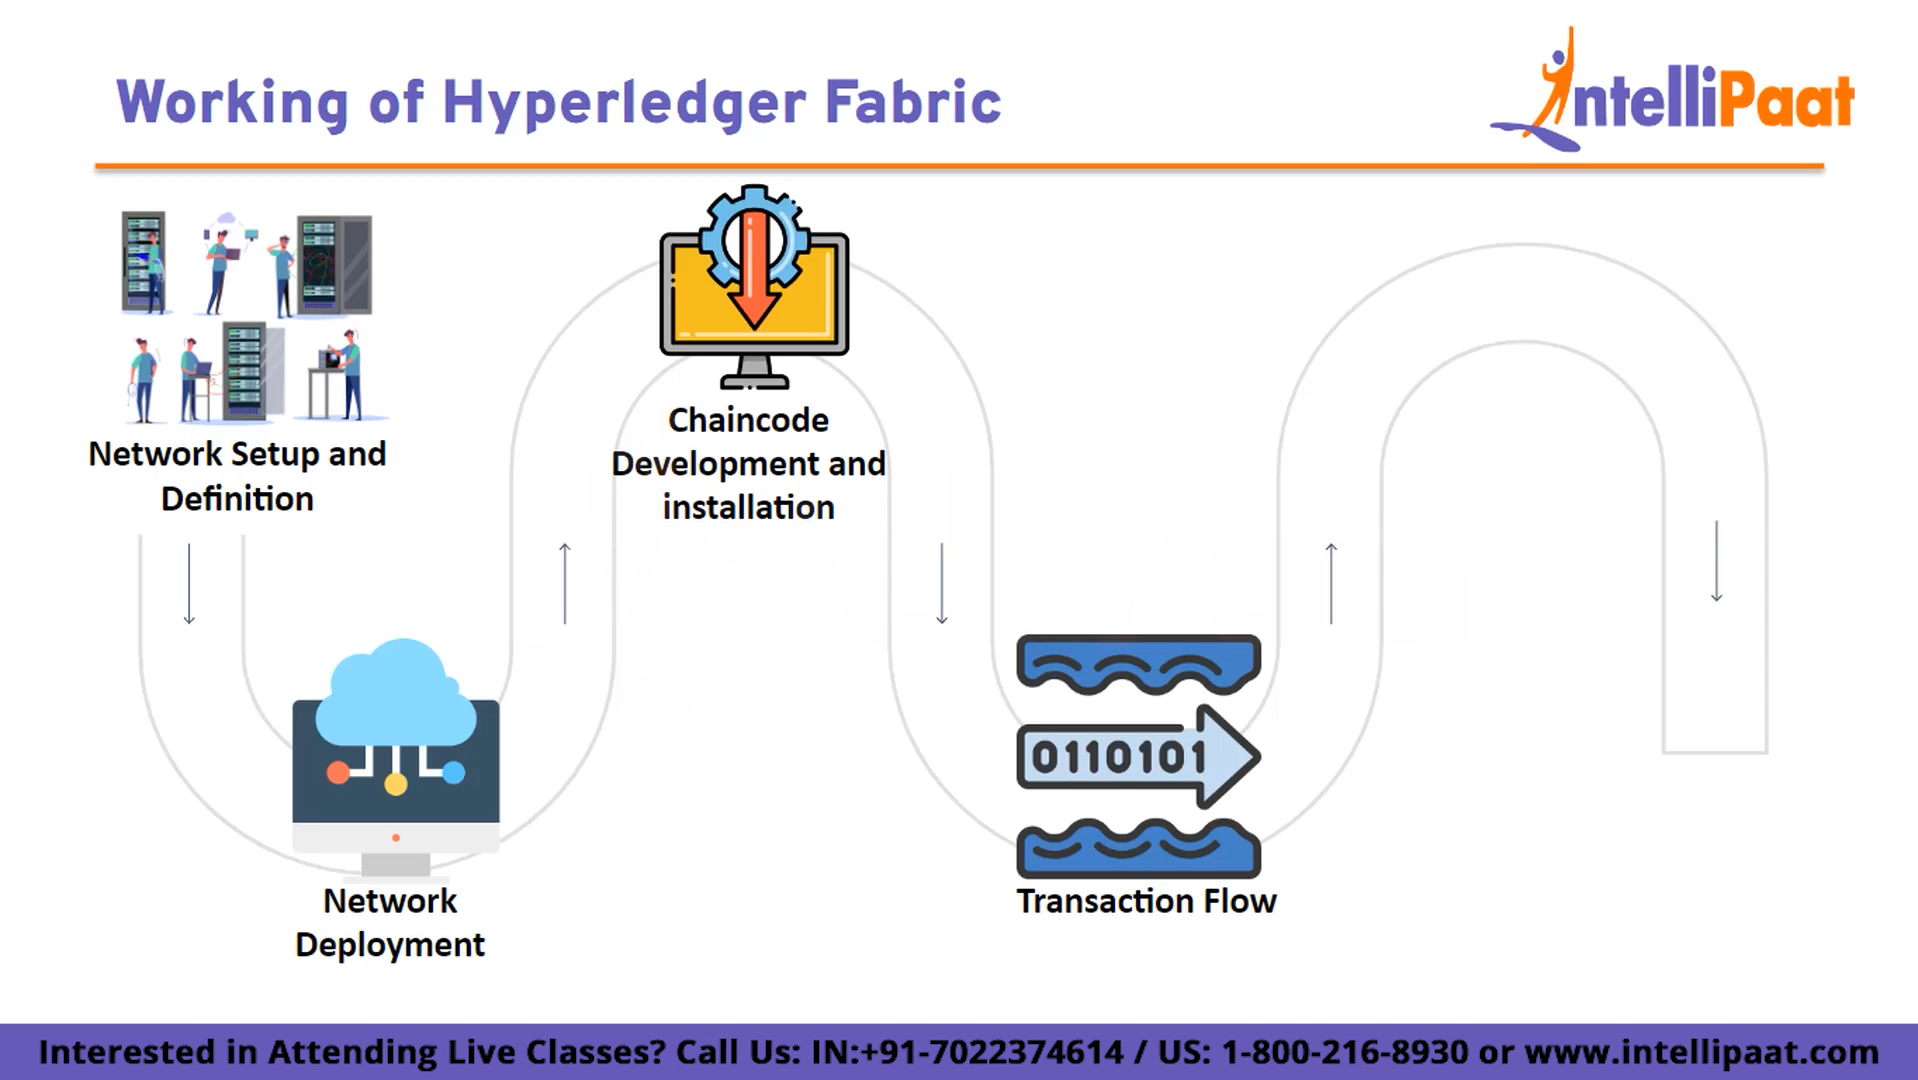 Working of Hyperledger Fabric
IntelliPaat
Network Setup and
Definition
Chaincode
Development and
installation
0110101
Network
Deployment
Transaction Flow
IntelliPaat
Interested in Attending Live Classes? Call Us: IN:+91-7022374614 / US: 1-800-216-8930 or www.intellipaat.com